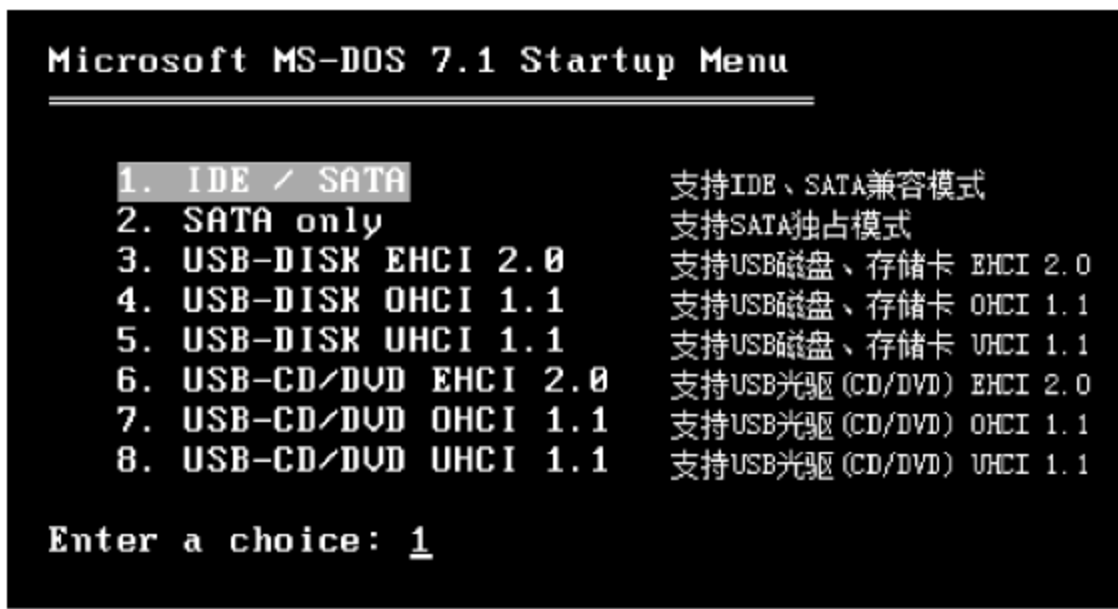 Microsoft MS-DOS 7.1 Startup Menu
1. IDE / SATA 支持IDE、SATA兼容模式
2. SATA only 支持SATA独占模式
3. USB-DISK EHCI 2.0 支持USB磁盘、存储卡 EHCI 2.0
4. USB-DISK OHCI 1.1 支持USB磁盘、存储卡 OHCI 1.1
5. USB-DISK UHCI 1.1 支持USB磁盘、存储卡 UHCI 1.1
6. USB-CD/DVD EHCI 2.0 支持USB光驱(CD/DVD) EHCI 2.0
7. USB-CD/DVD OHCI 1.1 支持USB光驱(CD/DVD) OHCI 1.1
8. USB-CD/DVD UHCI 1.1 支持USB光驱(CD/DVD) UHCI 1.1
Enter a choice: 1